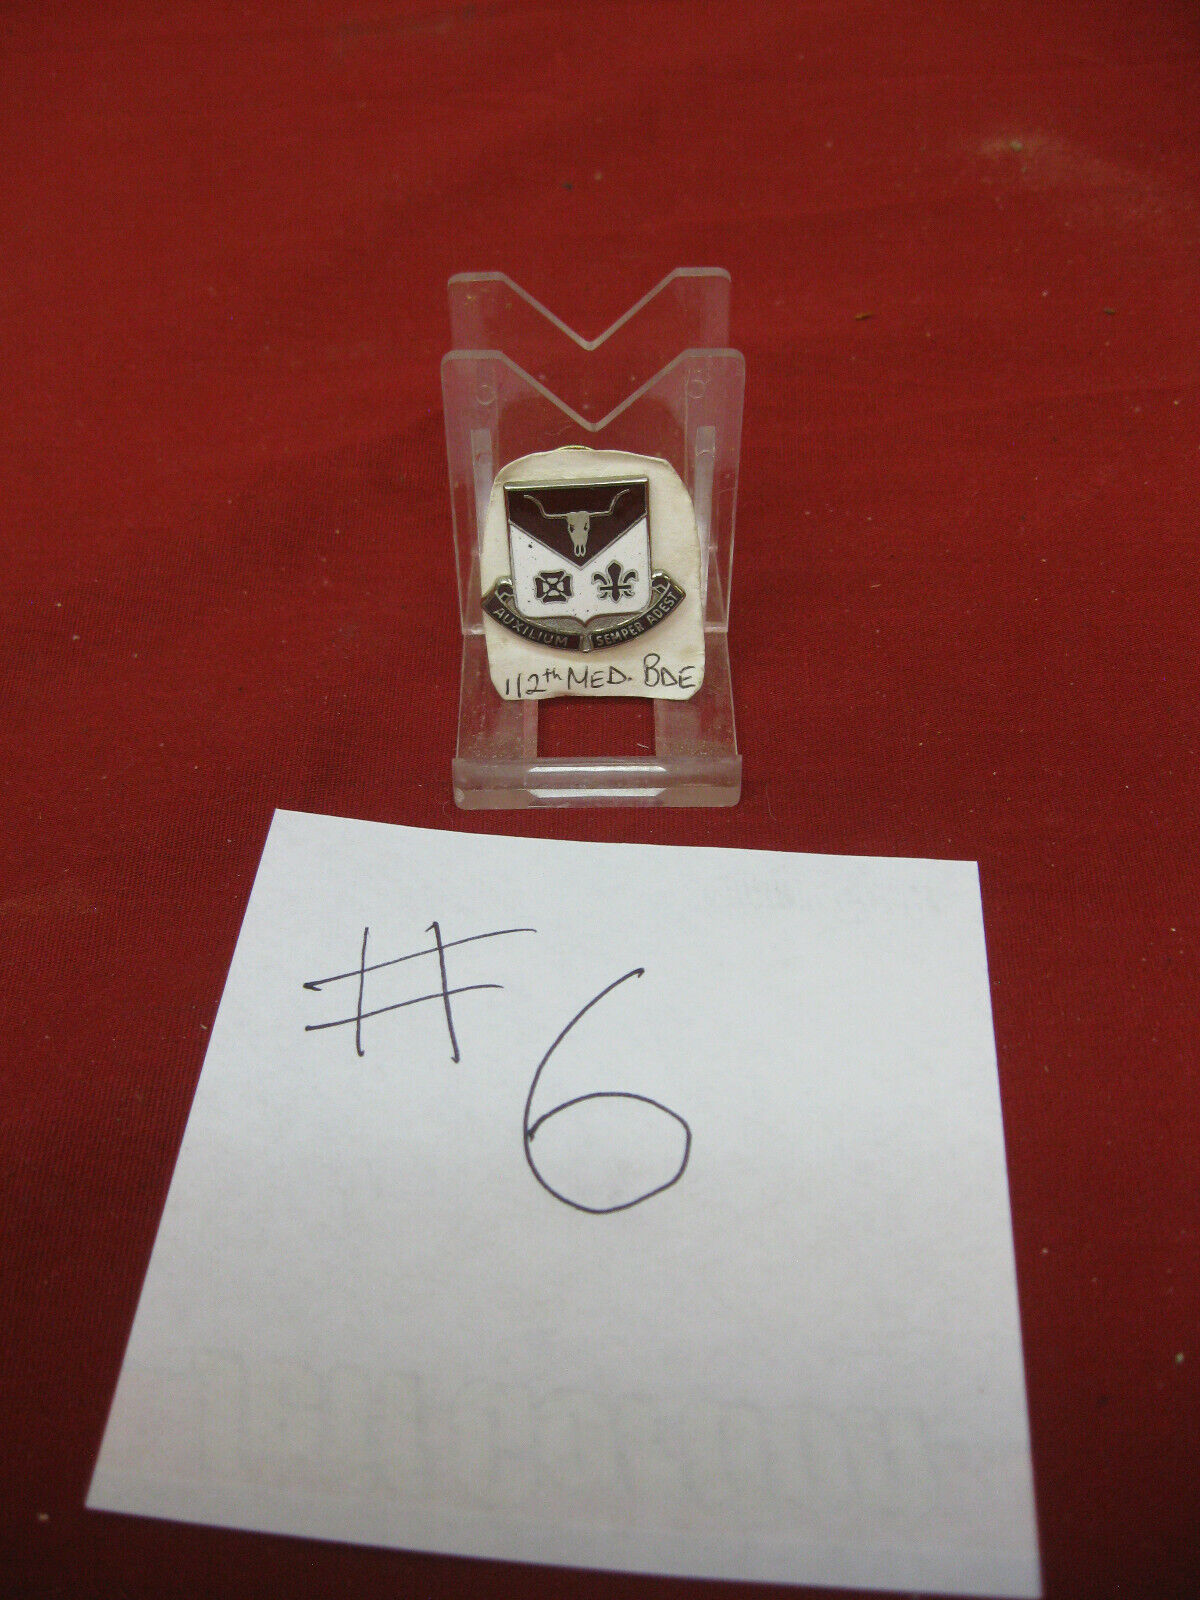 AUXILIUM SEMPER ADEST
112th MED. BDE
#6